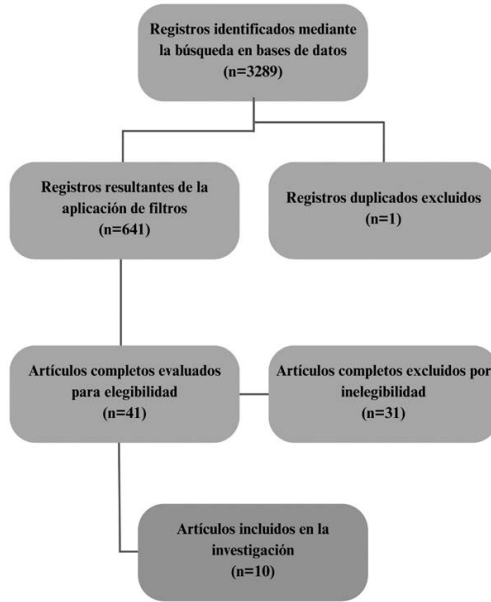 Registros identificados mediante
la búsqueda en bases de datos
(n=3289)
Registros resultantes de la
aplicación de filtros
(n=641)
Registros duplicados excluidos
(n=1)
Artículos completos evaluados
para elegibilidad
(n=41)
Artículos completos excluidos por
inelegibilidad
(n=31)
Artículos incluidos en la
investigación
(n=10)